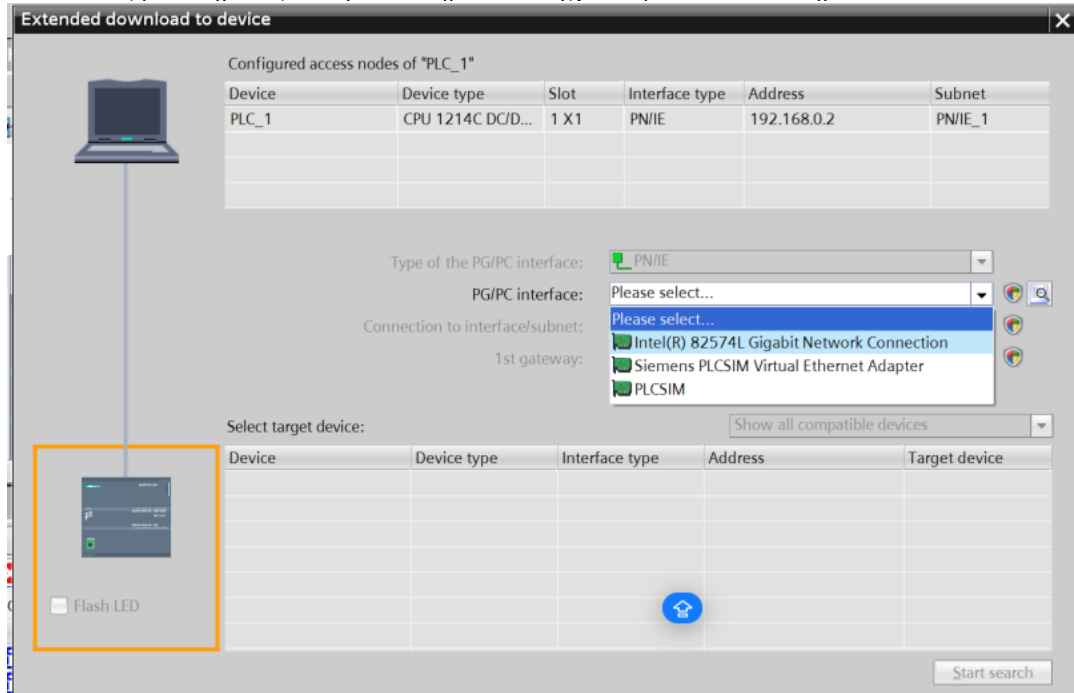 Extended download to device
Configured access nodes of "PLC_1"
Device Device type Slot Interface type Address Subnet
PLC_1 CPU 1214C DC/D... 1 X1 PN/IE 192.168.0.2 PN/IE_1
Type of the PG/PC interface: PN/IE
PG/PC interface: Please select...
Please select...
Connection to interface/subnet:
Intel(R) 82574L Gigabit Network Connection
1st gateway:
Siemens PLCSIM Virtual Ethernet Adapter
PLCSIM
Select target device: Show all compatible devices
Device Device type Interface type Address Target device
Flash LED
Start search